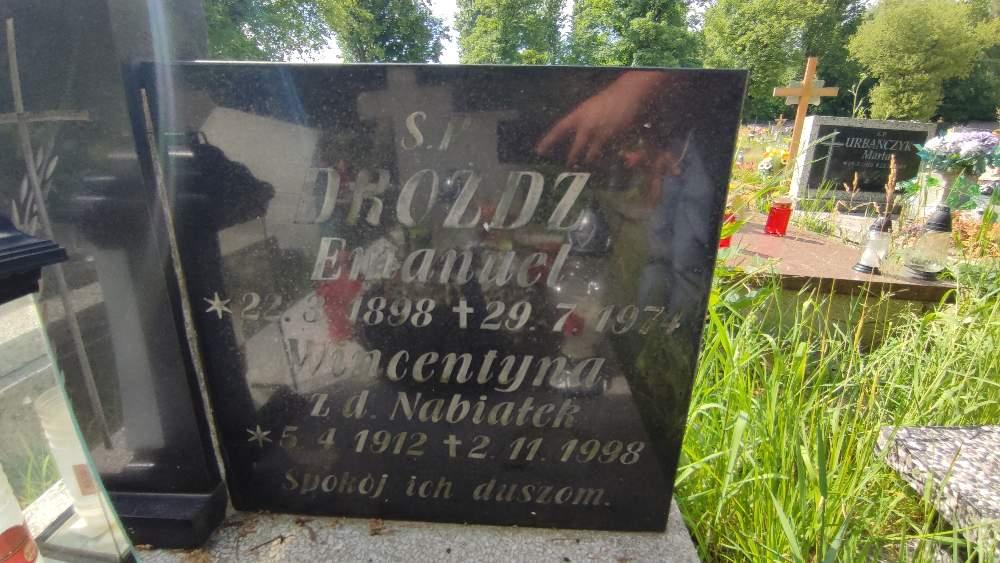 Ś.P.
DROZDZ
Emanuel
* 22. 3. 1898 + 29. 7. 1974
Wincentyna
z d. Nabiałek
* 5. 4. 1912 + 2. 11. 1998
Spokój ich duszom.
URBAŃCZYK